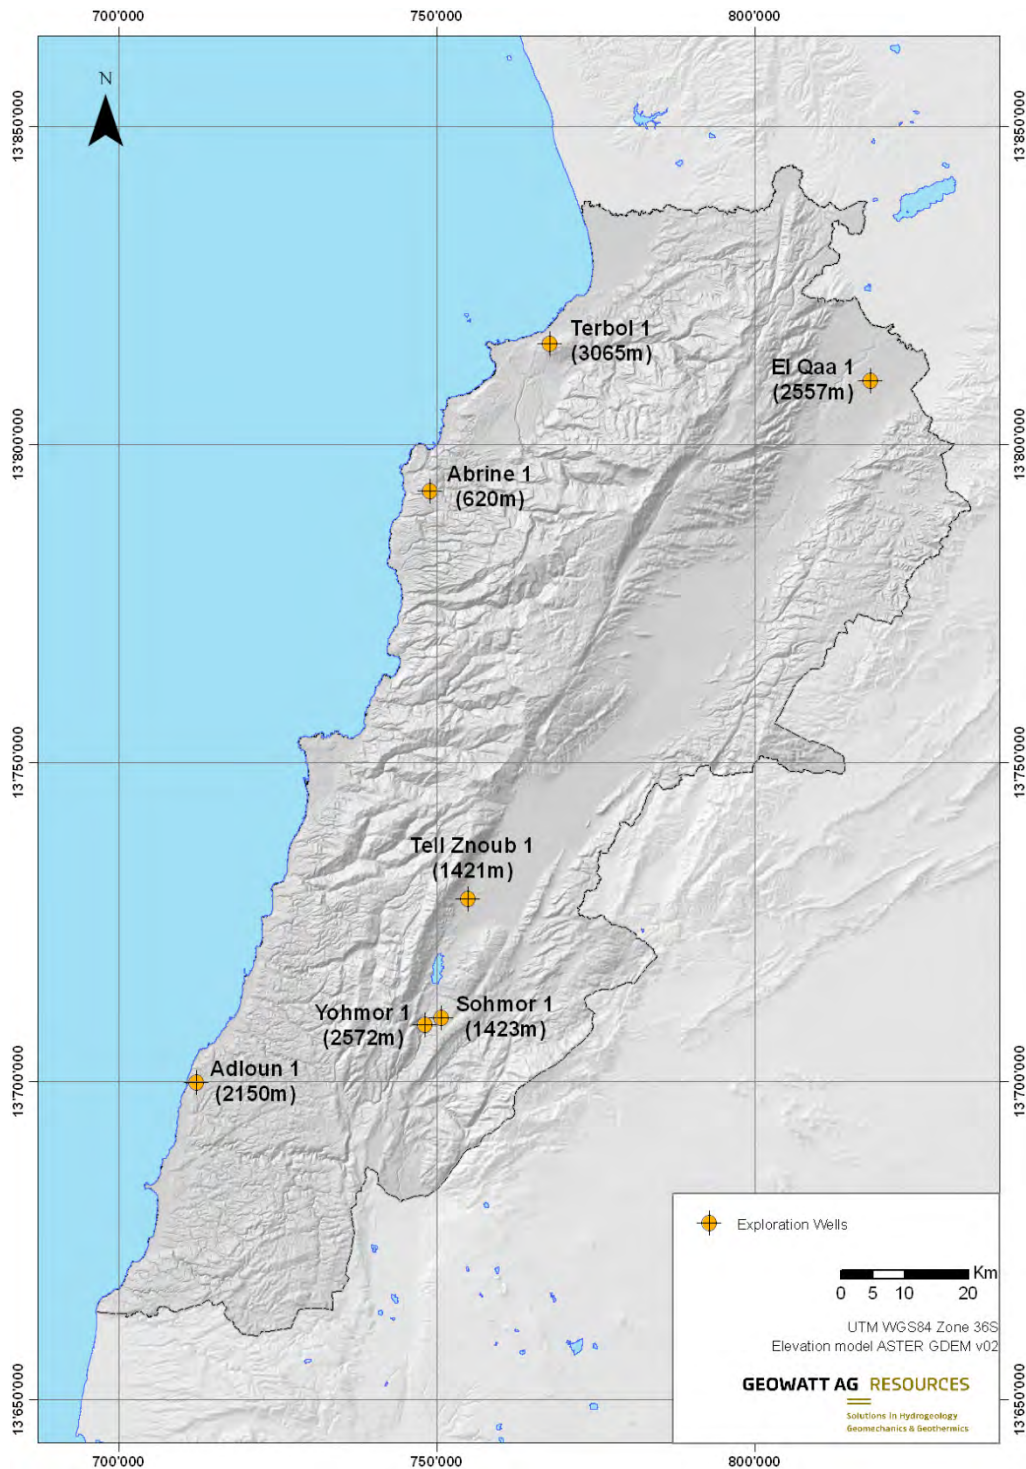 700'000 750'000 800'000
N
13'850'000 13'850'000
Terbol 1
(3065m)
El Qaa 1
(2557m)
13'800'000 13'800'000
Abrine 1
(620m)
13'750'000 13'750'000
Tell Znoub 1
(1421m)
Yohmor 1
(2572m)
Sohmor 1
(1423m)
Adloun 1
(2150m)
13'700'000 13'700'000
Exploration Wells
Km
0 5 10 20
UTM WGS84 Zone 36S
Elevation model ASTER GDEM v02
GEOWATT AG RESOURCES
Solutions in Hydrogeology
Geomechanics & Geothermics
13'650'000 13'650'000
700'000 750'000 800'000